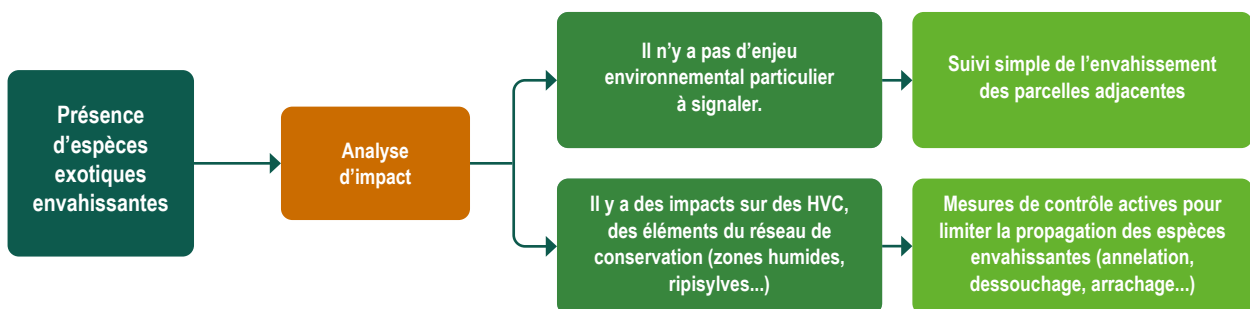 Présence
d'espèces
exotiques
envahissantes
Analyse
d'impact
Il n'y a pas d'enjeu
environnemental particulier
à signaler.
Suivi simple de l'envahissement
des parcelles adjacentes
Il y a des impacts sur des HVC,
des éléments du réseau de
conservation (zones humides,
ripisylves...)
Mesures de contrôle actives pour
limiter la propagation des espèces
envahissantes (annelation,
dessouchage, arrachage...)